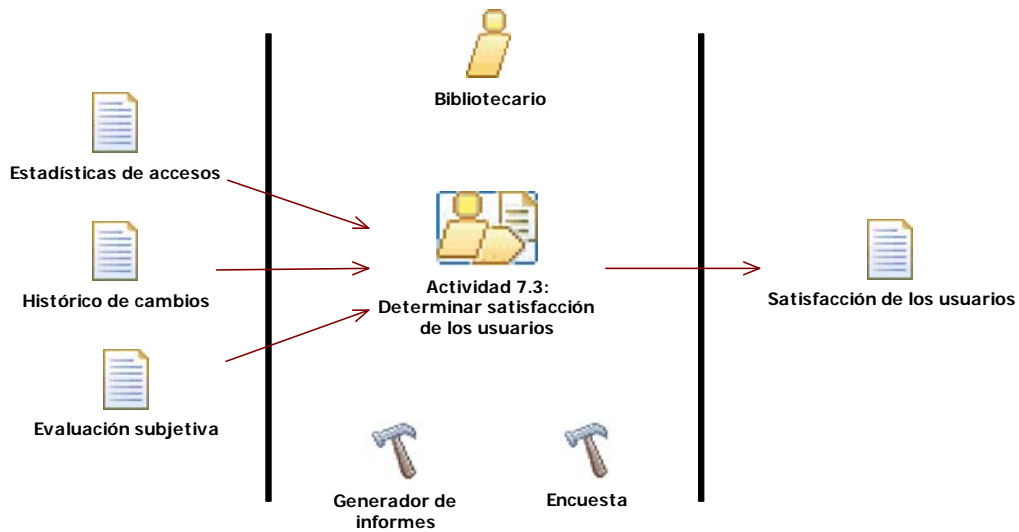 Bibliotecario
Estadísticas de accesos
Histórico de cambios
Evaluación subjetiva
Actividad 7.3:
Determinar satisfacción
de los usuarios
Satisfacción de los usuarios
Generador de
informes
Encuesta